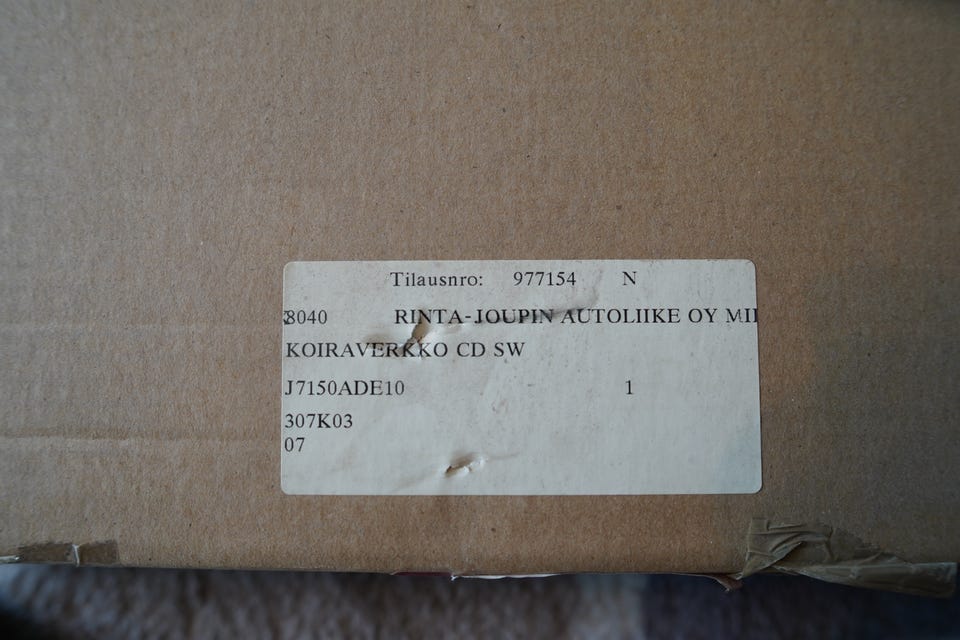 Tilausnro: 977154 N
8040 RINTA-JOUPIN AUTOLIIKE OY
KOIRAVERKKO CD SW
J7150ADE10 1
307K03
07